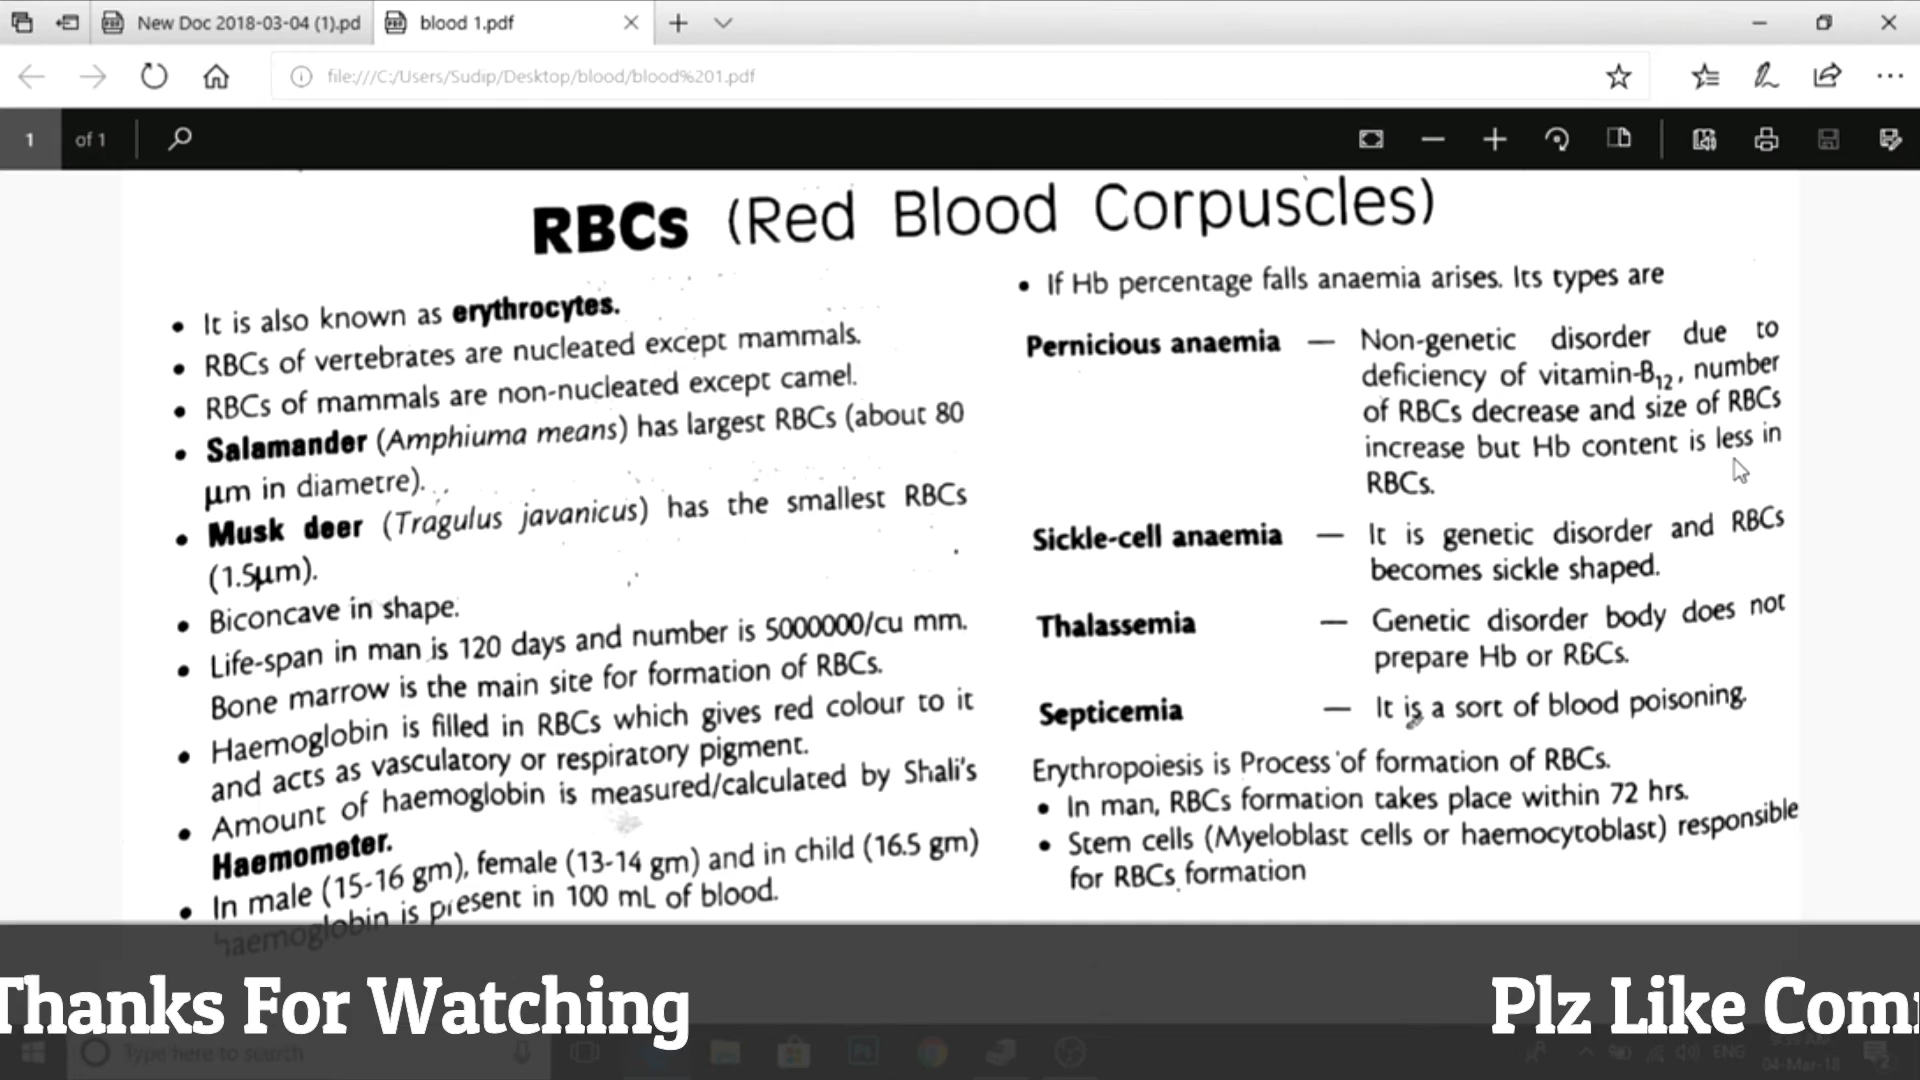 New Doc 2018-03-04 (1).pd
blood 1.pdf
file:///C:/Users/Sudip/Desktop/blood/blood%201.pdf
1 of 1
RBCs (Red Blood Corpuscles)
• It is also known as erythrocytes.
• RBCs of vertebrates are nucleated except mammals.
• RBCs of mammals are non-nucleated except camel.
• Salamander (Amphiuma means) has largest RBCs (about 80
µm in diametre).
• Musk deer (Tragulus javanicus) has the smallest RBCs
(1.5µm).
• Biconcave in shape.
• Life-span in man is 120 days and number is 5000000/cu mm.
Bone marrow is the main site for formation of RBCs.
• Haemoglobin is filled in RBCs which gives red colour to it
and acts as vasculatory or respiratory pigment.
• Amount of haemoglobin is measured/calculated by Shali's
Haemometer.
• In male (15-16 gm), female (13-14 gm) and in child (16.5 gm)
haemoglobin is present in 100 mL of blood.
• If Hb percentage falls anaemia arises. Its types are
Pernicious anaemia — Non-genetic disorder due to
deficiency of vitamin-B12, number
of RBCs decrease and size of RBCs
increase but Hb content is less in
RBCs.
Sickle-cell anaemia — It is genetic disorder and RBCs
becomes sickle shaped.
Thalassemia — Genetic disorder body does not
prepare Hb or RBCs.
Septicemia — It is a sort of blood poisoning.
Erythropoiesis is Process of formation of RBCs.
• In man, RBCs formation takes place within 72 hrs.
• Stem cells (Myeloblast cells or haemocytoblast) responsible
for RBCs formation
Thanks For Watching
Plz Like Com
Type here to search
ENG
04-Mar-18